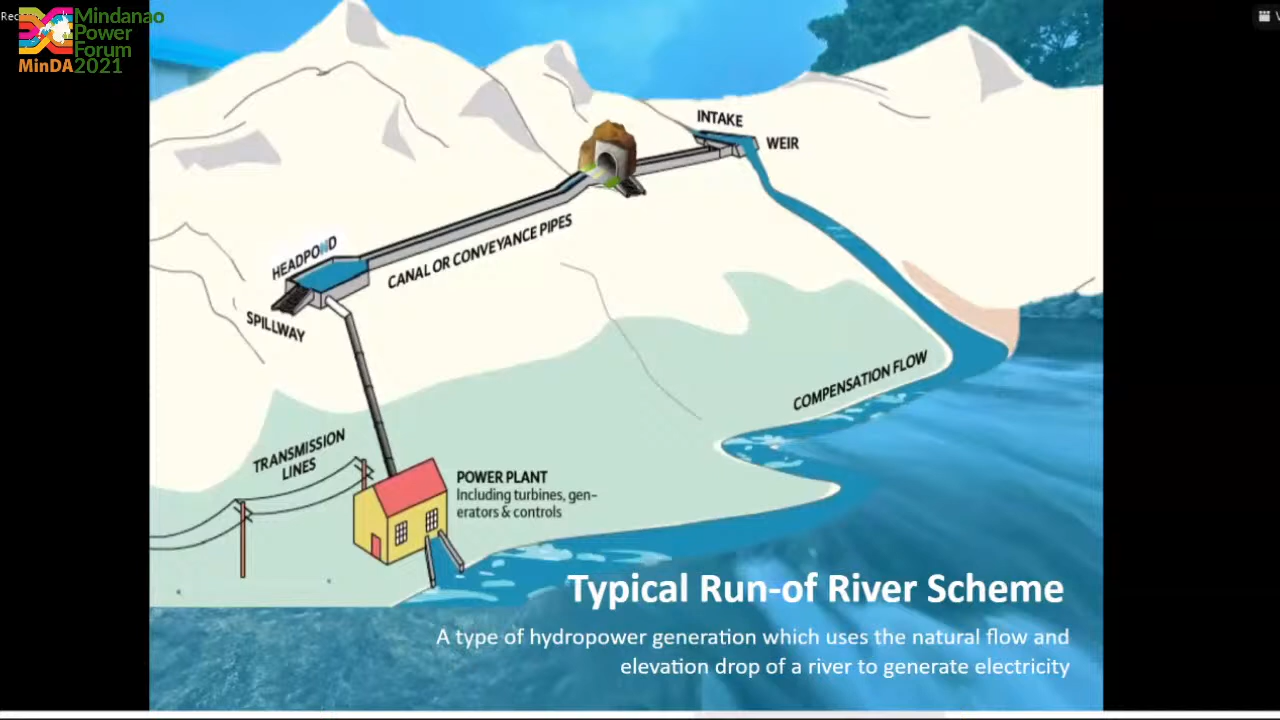 Mindanao
Power
Forum
MinDA 2021
INTAKE
WEIR
HEADPOND
CANAL OR CONVEYANCE PIPES
SPILLWAY
COMPENSATION FLOW
TRANSMISSION
LINES
POWER PLANT
Including turbines, gen-
erators & controls
Typical Run-of River Scheme
A type of hydropower generation which uses the natural flow and
elevation drop of a river to generate electricity